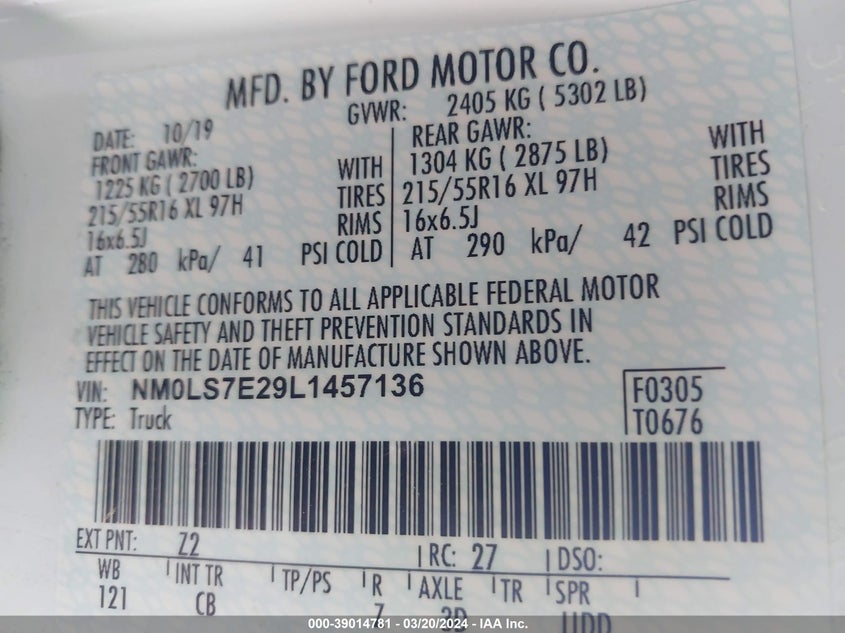 MFD. BY FORD MOTOR CO.
GVWR: 2405 KG ( 5302 LB)
DATE: 10/19
FRONT GAWR:
1225 KG ( 2700 LB) WITH
215/55R16 XL 97H TIRES
16x6.5J RIMS
AT 280 kPa/ 41 PSI COLD
REAR GAWR: WITH
1304 KG ( 2875 LB) TIRES
215/55R16 XL 97H RIMS
16x6.5J
AT 290 kPa/ 42 PSI COLD
THIS VEHICLE CONFORMS TO ALL APPLICABLE FEDERAL MOTOR
VEHICLE SAFETY AND THEFT PREVENTION STANDARDS IN
EFFECT ON THE DATE OF MANUFACTURE SHOWN ABOVE.
VIN: NM0LS7E29L1457136
TYPE: Truck
F0305
T0676
EXT PNT: Z2 RC: 27 DSO:
WB INT TR TP/PS R AXLE TR SPR
121 CB
000-39014781 - 03/20/2024 - IAA Inc.